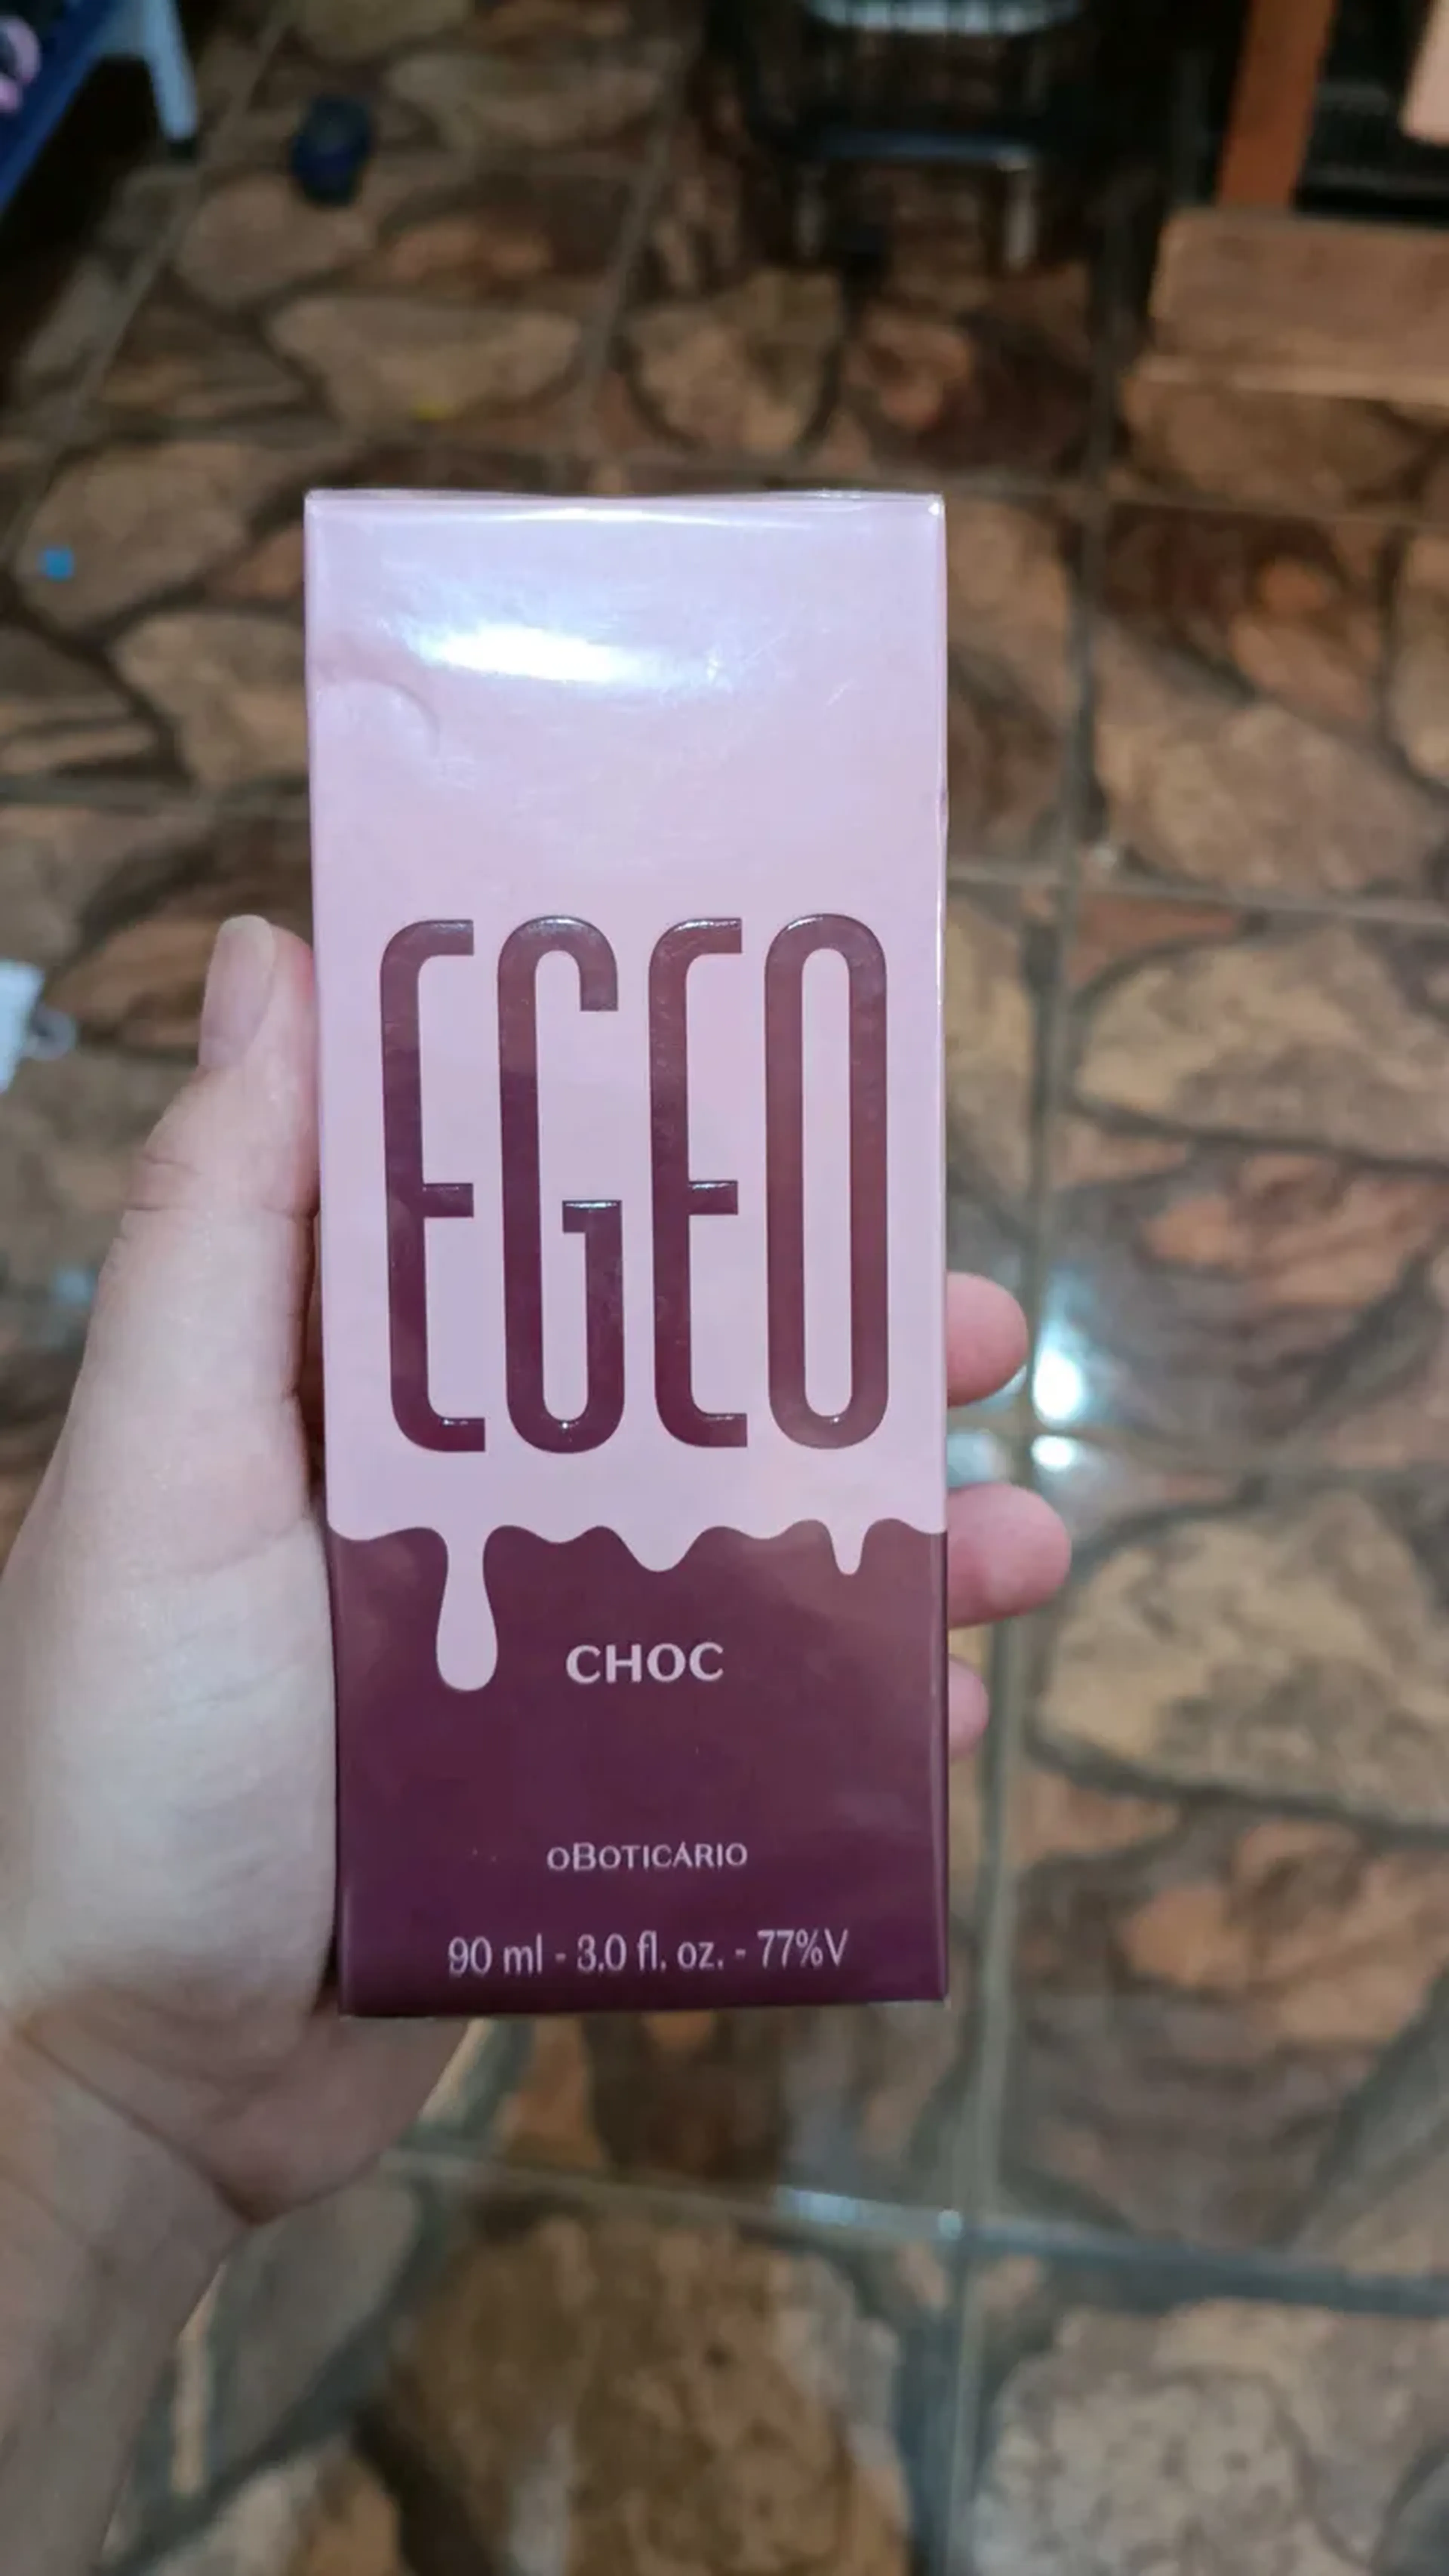 EGEO
CHOC
oBOTICÁRIO
90 ml - 3.0 fl. oz. - 77%V